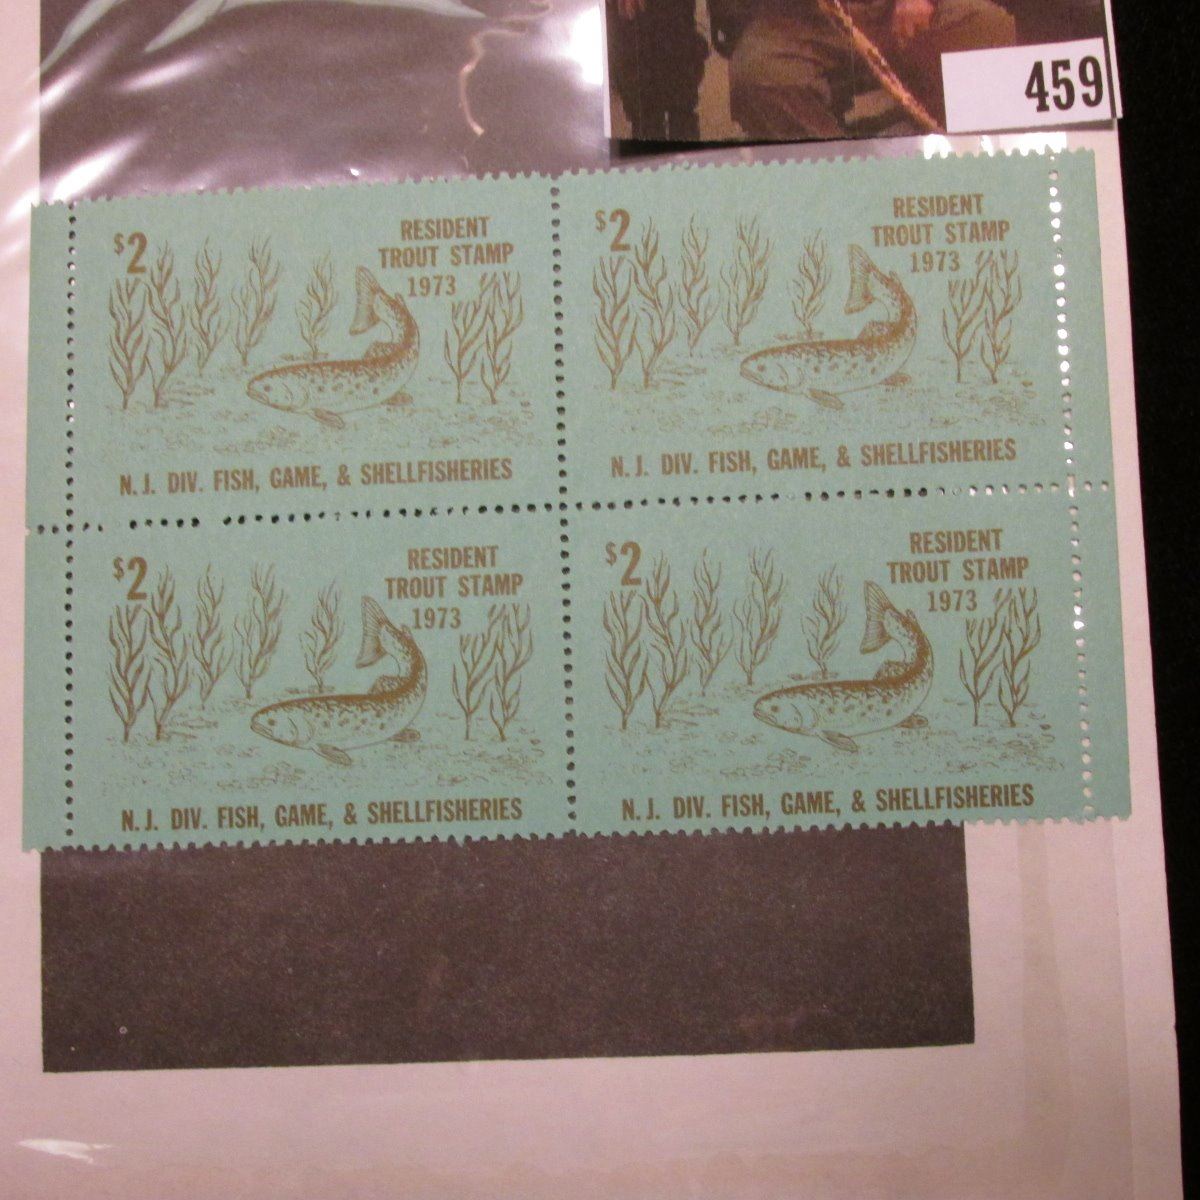 459
$2
RESIDENT
TROUT STAMP
1973
N.J. DIV. FISH, GAME, & SHELLFISHERIES
$2
RESIDENT
TROUT STAMP
1973
N.J. DIV. FISH, GAME, & SHELLFISHERIES
$2
RESIDENT
TROUT STAMP
1973
N.J. DIV. FISH, GAME, & SHELLFISHERIES
$2
RESIDENT
TROUT STAMP
1973
N.J. DIV. FISH, GAME, & SHELLFISHERIES